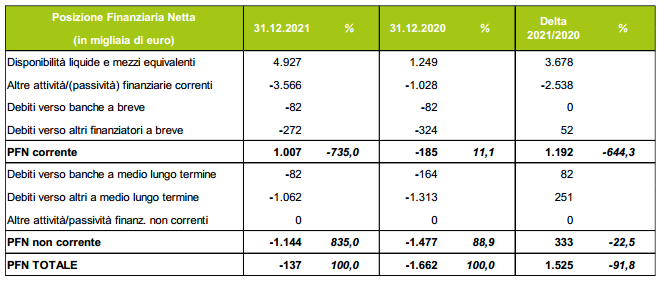 Posizione Finanziaria Netta (in migliaia di euro) 31.12.2021 % 31.12.2020 % Delta 2021/2020 %
Disponibilità liquide e mezzi equivalenti 4.927 1.249 3.678
Altre attività/(passività) finanziarie correnti -3.566 -1.028 -2.538
Debiti verso banche a breve -82 -82 0
Debiti verso altri finanziatori a breve -272 -324 52
PFN corrente 1.007 -735,0 -185 11,1 1.192 -644,3
Debiti verso banche a medio lungo termine -82 -164 82
Debiti verso altri a medio lungo termine -1.062 -1.313 251
Altre attività/passività finanz. non correnti 0 0 0
PFN non corrente -1.144 835,0 -1.477 88,9 333 -22,5
PFN TOTALE -137 100,0 -1.662 100,0 1.525 -91,8